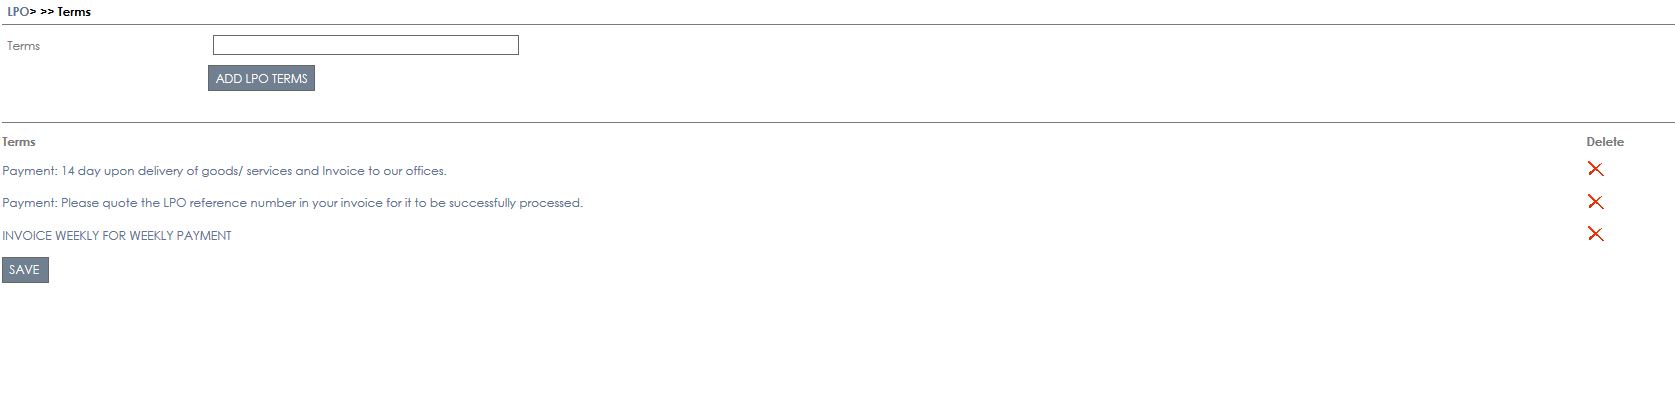 LPO> >> Terms
Terms
ADD LPO TERMS
Terms Delete
Payment: 14 day upon delivery of goods/ services and Invoice to our offices.
Payment: Please quote the LPO reference number in your invoice for it to be successfully processed.
INVOICE WEEKLY FOR WEEKLY PAYMENT
SAVE